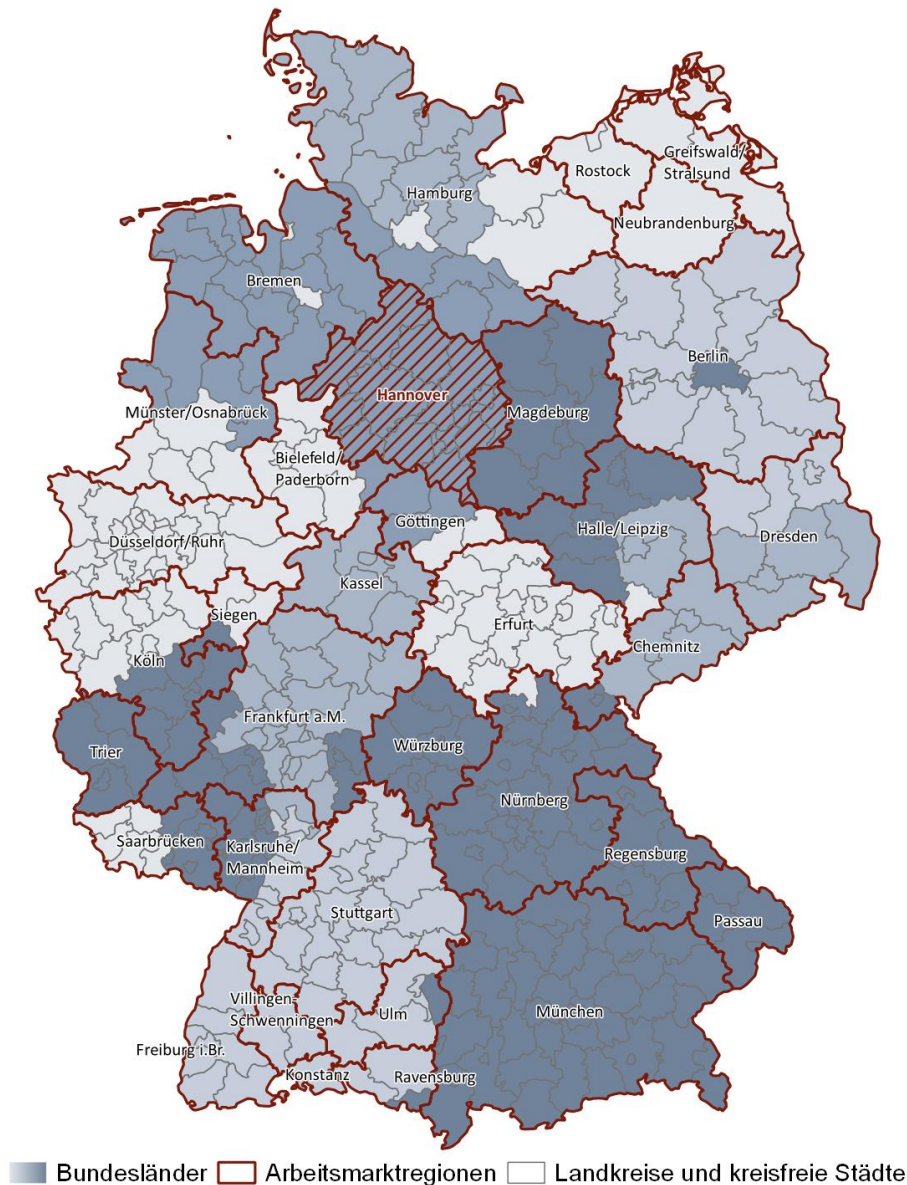 Greifswald/
Stralsund
Rostock
Hamburg
Neubrandenburg
Bremen
Berlin
Hannover
Münster/Osnabrück
Magdeburg
Bielefeld/
Paderborn
Göttingen
Halle/Leipzig
Dresden
Düsseldorf/Ruhr
Kassel
Siegen
Erfurt
Chemnitz
Köln
Frankfurt a.M.
Trier
Würzburg
Nürnberg
Saarbrücken
Karlsruhe/
Mannheim
Regensburg
Stuttgart
Passau
Villingen-
Schwenningen
Ulm
München
Freiburg i.Br.
Konstanz
Ravensburg
Bundesländer Arbeitsmarktregionen Landkreise und kreisfreie Städte